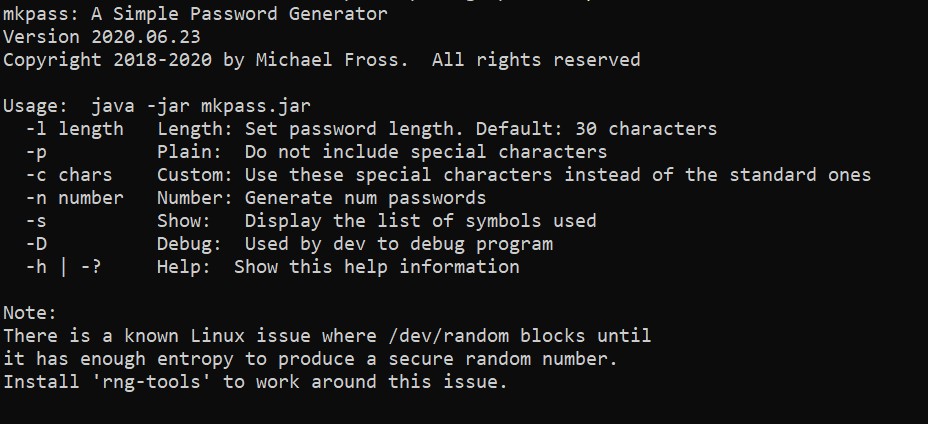 mkpass: A Simple Password Generator
Version 2020.06.23
Copyright 2018-2020 by Michael Fross.  All rights reserved

Usage:  java -jar mkpass.jar
  -l length   Length: Set password length. Default: 30 characters
  -p          Plain:  Do not include special characters
  -c chars    Custom: Use these special characters instead of the standard ones
  -n number   Number: Generate num passwords
  -s          Show:   Display the list of symbols used
  -D          Debug:  Used by dev to debug program
  -h | -?     Help:  Show this help information

Note:
There is a known Linux issue where /dev/random blocks until
it has enough entropy to produce a secure random number.
Install 'rng-tools' to work around this issue.